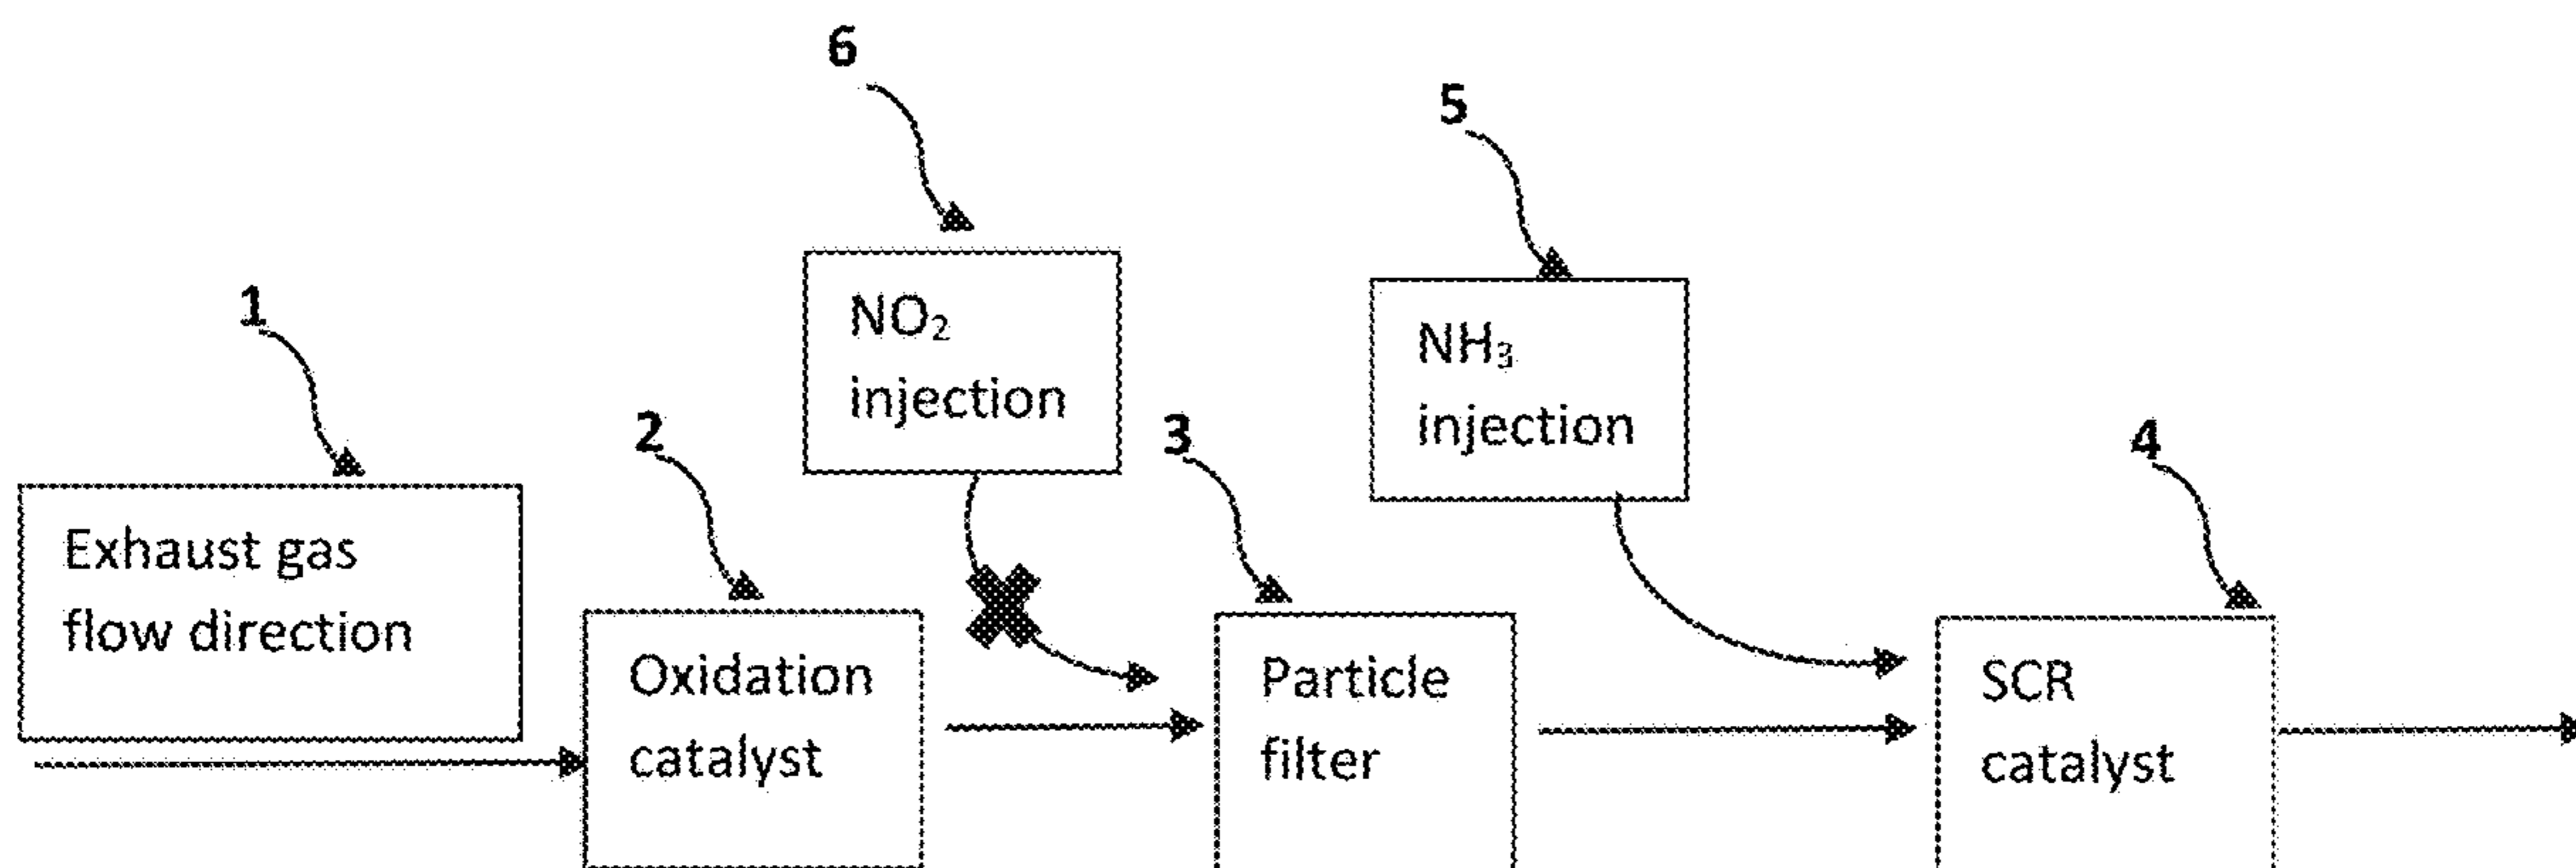 6
5
1
NO₂
injection
NH₃
injection
2
3
4
Exhaust gas
flow direction
Oxidation
catalyst
Particle
filter
SCR
catalyst